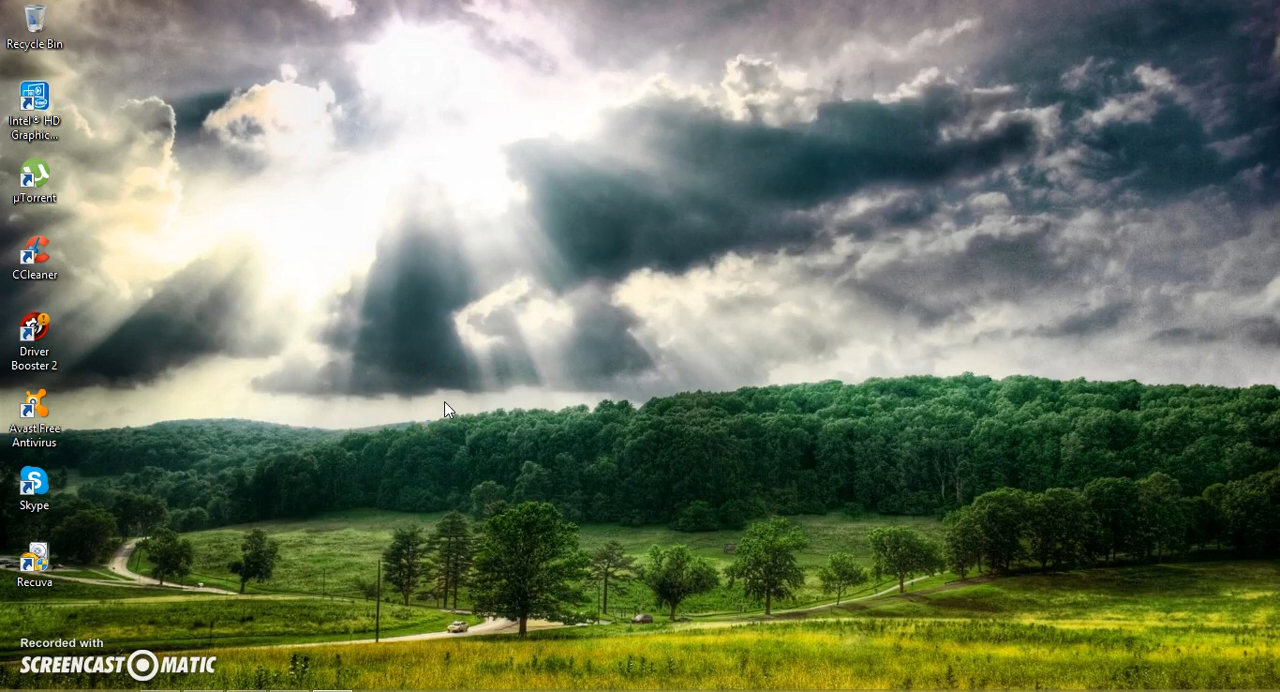 Recycle Bin
Intel® HD
Graphic...
µTorrent
CCleaner
Driver
Booster 2
Avast Free
Antivirus
Skype
Recuva
Recorded with
SCREENCAST-O-MATIC